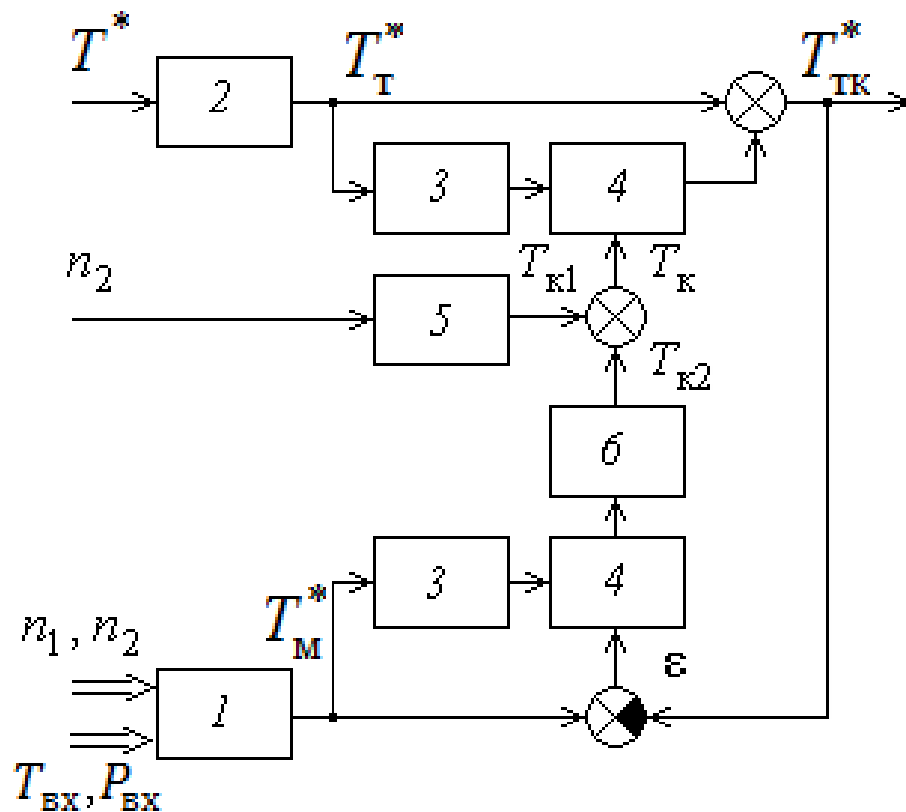 T* T*т T*тк
2
3 4
n2 Tк1 Tк
5
Tк2
6
3 4
T*м
n1, n2 ε
1
Tвх, Pвх